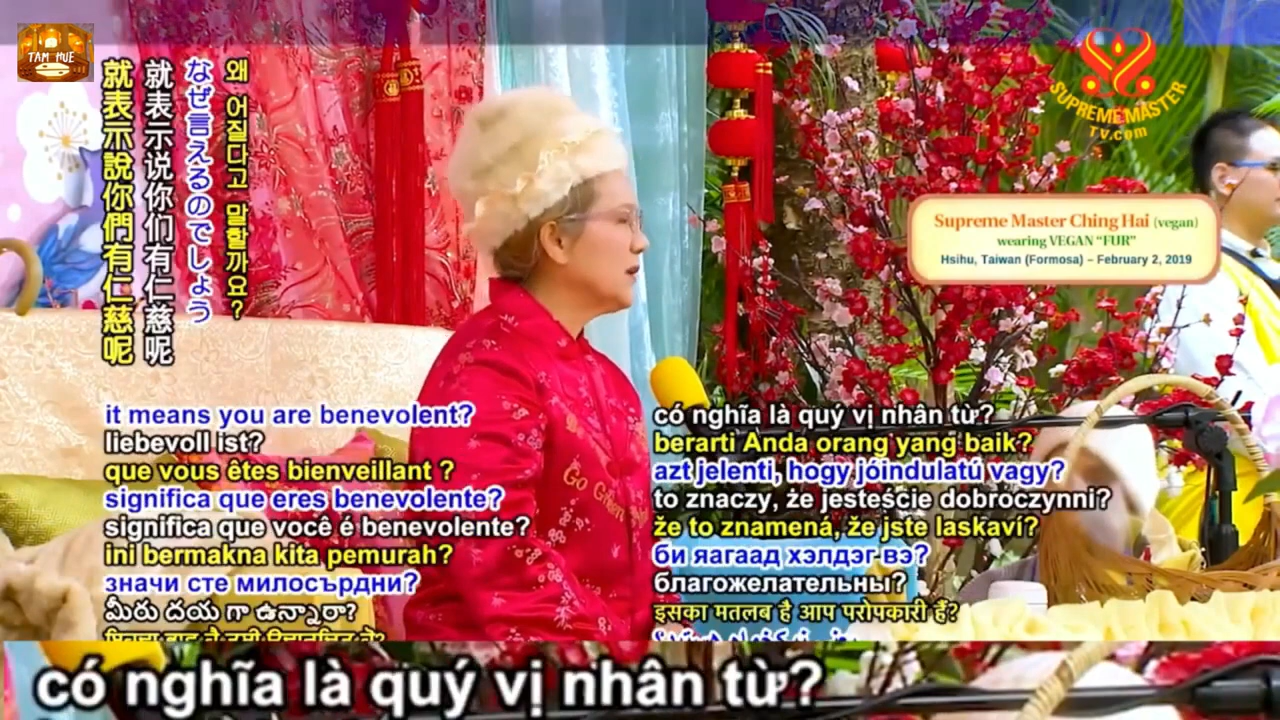 TAM HUE
就表示說你們有仁慈呢
就表示说你们有仁慈呢
なぜ言えるのでしょう
왜 어질다고 말할까요?
SUPREME MASTER
TV.com
Supreme Master Ching Hai (vegan)
wearing VEGAN “FUR”
Hsihu, Taiwan (Formosa) – February 2, 2019
it means you are benevolent?
liebevoll ist?
que vous êtes bienveillant ?
significa que eres benevolente?
significa que você é benevolente?
ini bermakna kita pemurah?
значи сте милосърдни?
మీరు దయ గా ఉన్నారా?
có nghĩa là quý vị nhân từ?
berarti Anda orang yang baik?
azt jelenti, hogy jóindulatú vagy?
to znaczy, że jesteście dobroczynni?
že to znamená, že jste laskaví?
би яагаад хэлдэг вэ?
благожелательны?
इसका मतलब है आप परोपकारी हैं?
Go Green
có nghĩa là quý vị nhân từ?